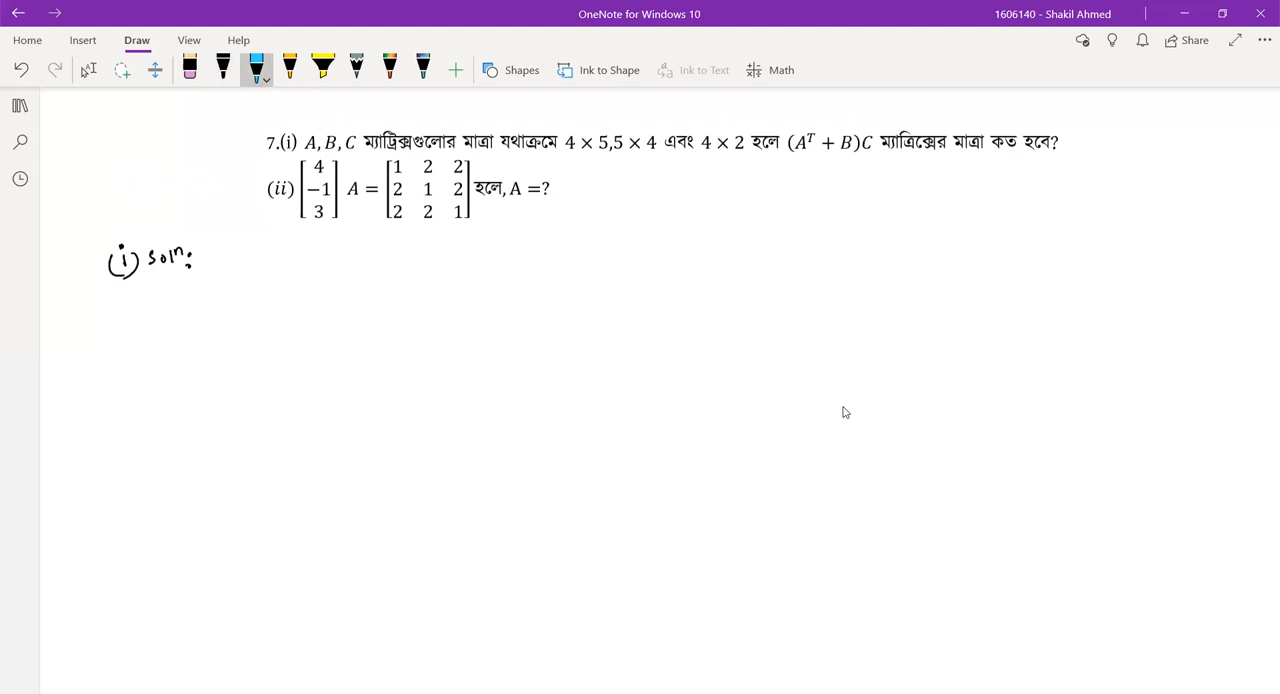 OneNote for Windows 10
1606140 - Shakil Ahmed
Home Insert Draw View Help
Share
Shapes Ink to Shape Ink to Text Math
7.(i) A, B, C ম্যাট্রিক্সগুলোর মাত্রা যথাক্রমে 4 × 5,5 × 4 এবং 4 × 2 হলে (Aᵀ + B)C ম্যাত্রিক্সের মাত্রা কত হবে?
(ii) [4 -1 3] A = [1 2 2 2 1 2 2 2 1] হলে, A =?
(i) solⁿ: